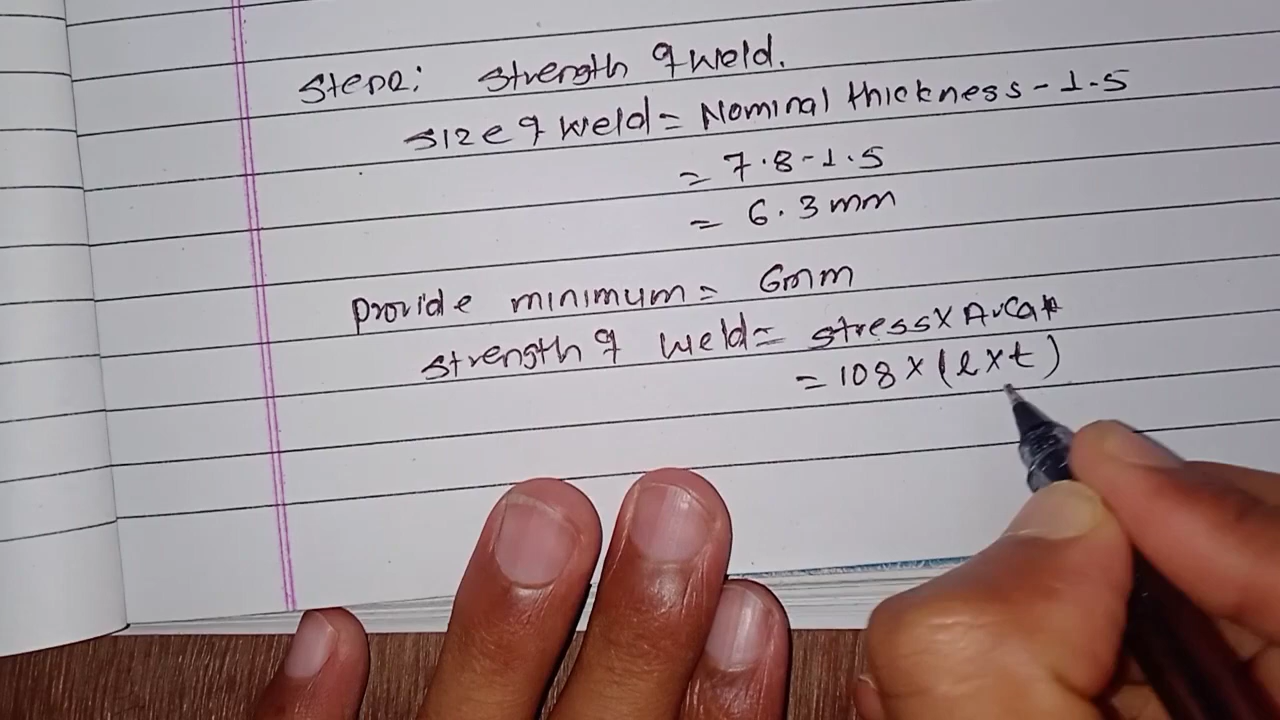 Step2: Strength of weld.
Size of weld = Nominal thickness - 1.5
= 7.8 - 1.5
= 6.3 mm
Provide minimum = 6mm
Strength of weld = stress x Area
= 108 x (l x t)